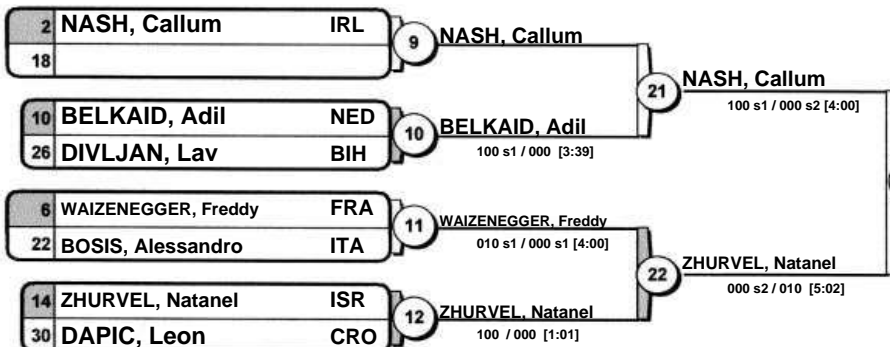 2 NASH, Callum IRL
18
9
NASH, Callum
10 BELKAID, Adil NED
26 DIVLJAN, Lav BIH
10
BELKAID, Adil
100 s1 / 000 [3:39]
21
NASH, Callum
100 s1 / 000 s2 [4:00]
6 WAIZENEGGER, Freddy FRA
22 BOSIS, Alessandro ITA
11
WAIZENEGGER, Freddy
010 s1 / 000 s1 [4:00]
14 ZHURVEL, Natanel ISR
30 DAPIC, Leon CRO
12
ZHURVEL, Natanel
100 / 000 [1:01]
22
ZHURVEL, Natanel
000 s2 / 010 [5:02]